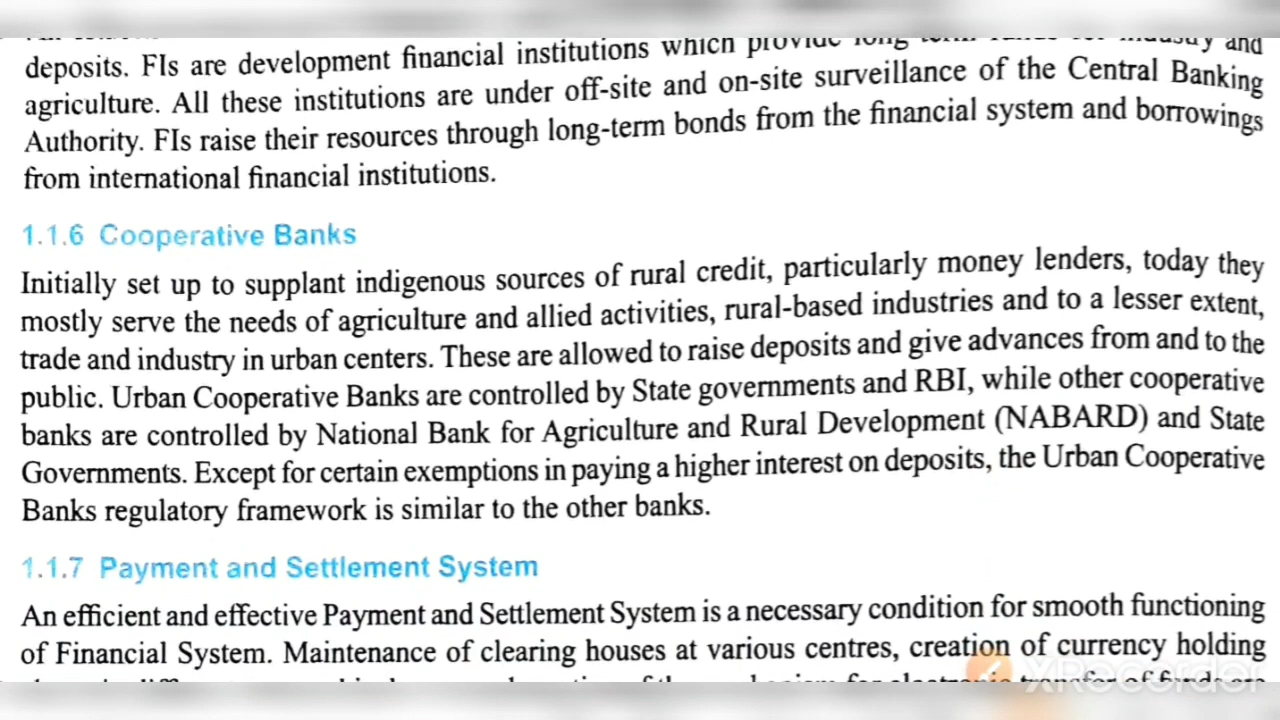 deposits. FIs are development financial institutions which provide long and
agriculture. All these institutions are under off-site and on-site surveillance of the Central Banking
Authority. FIs raise their resources through long-term bonds from the financial system and borrowings
from international financial institutions.
1.1.6 Cooperative Banks
Initially set up to supplant indigenous sources of rural credit, particularly money lenders, today they
mostly serve the needs of agriculture and allied activities, rural-based industries and to a lesser extent,
trade and industry in urban centers. These are allowed to raise deposits and give advances from and to the
public. Urban Cooperative Banks are controlled by State governments and RBI, while other cooperative
banks are controlled by National Bank for Agriculture and Rural Development (NABARD) and State
Governments. Except for certain exemptions in paying a higher interest on deposits, the Urban Cooperative
Banks regulatory framework is similar to the other banks.
1.1.7 Payment and Settlement System
An efficient and effective Payment and Settlement System is a necessary condition for smooth functioning
of Financial System. Maintenance of clearing houses at various centres, creation of currency holding
XRecorder